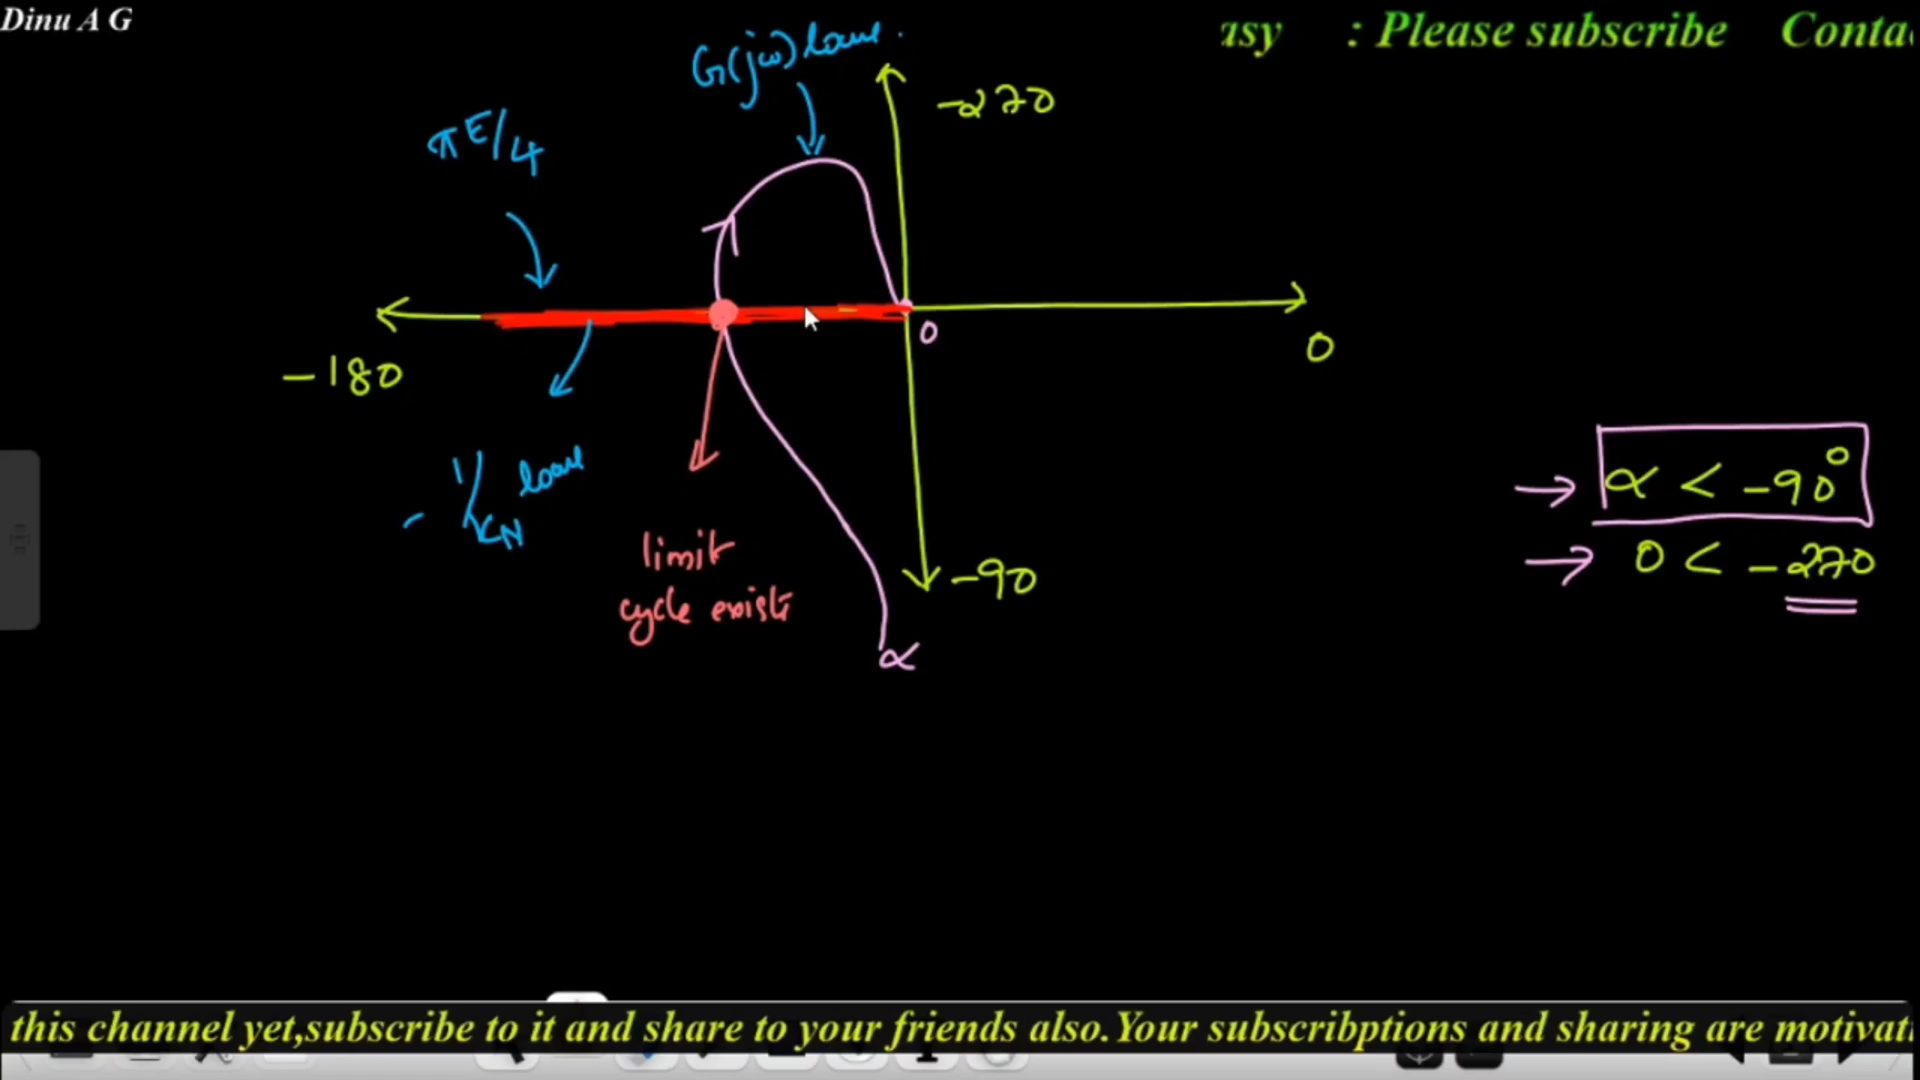 Dinu A G
asy : Please subscribe Conta
G(jω) locus.
-270
πE/4
0
0
-180
-1/KN locus
α < -90°
0 < -270
limit
cycle exists
-90
α
this channel yet,subscribe to it and share to your friends also.Your subscribptions and sharing are motivati